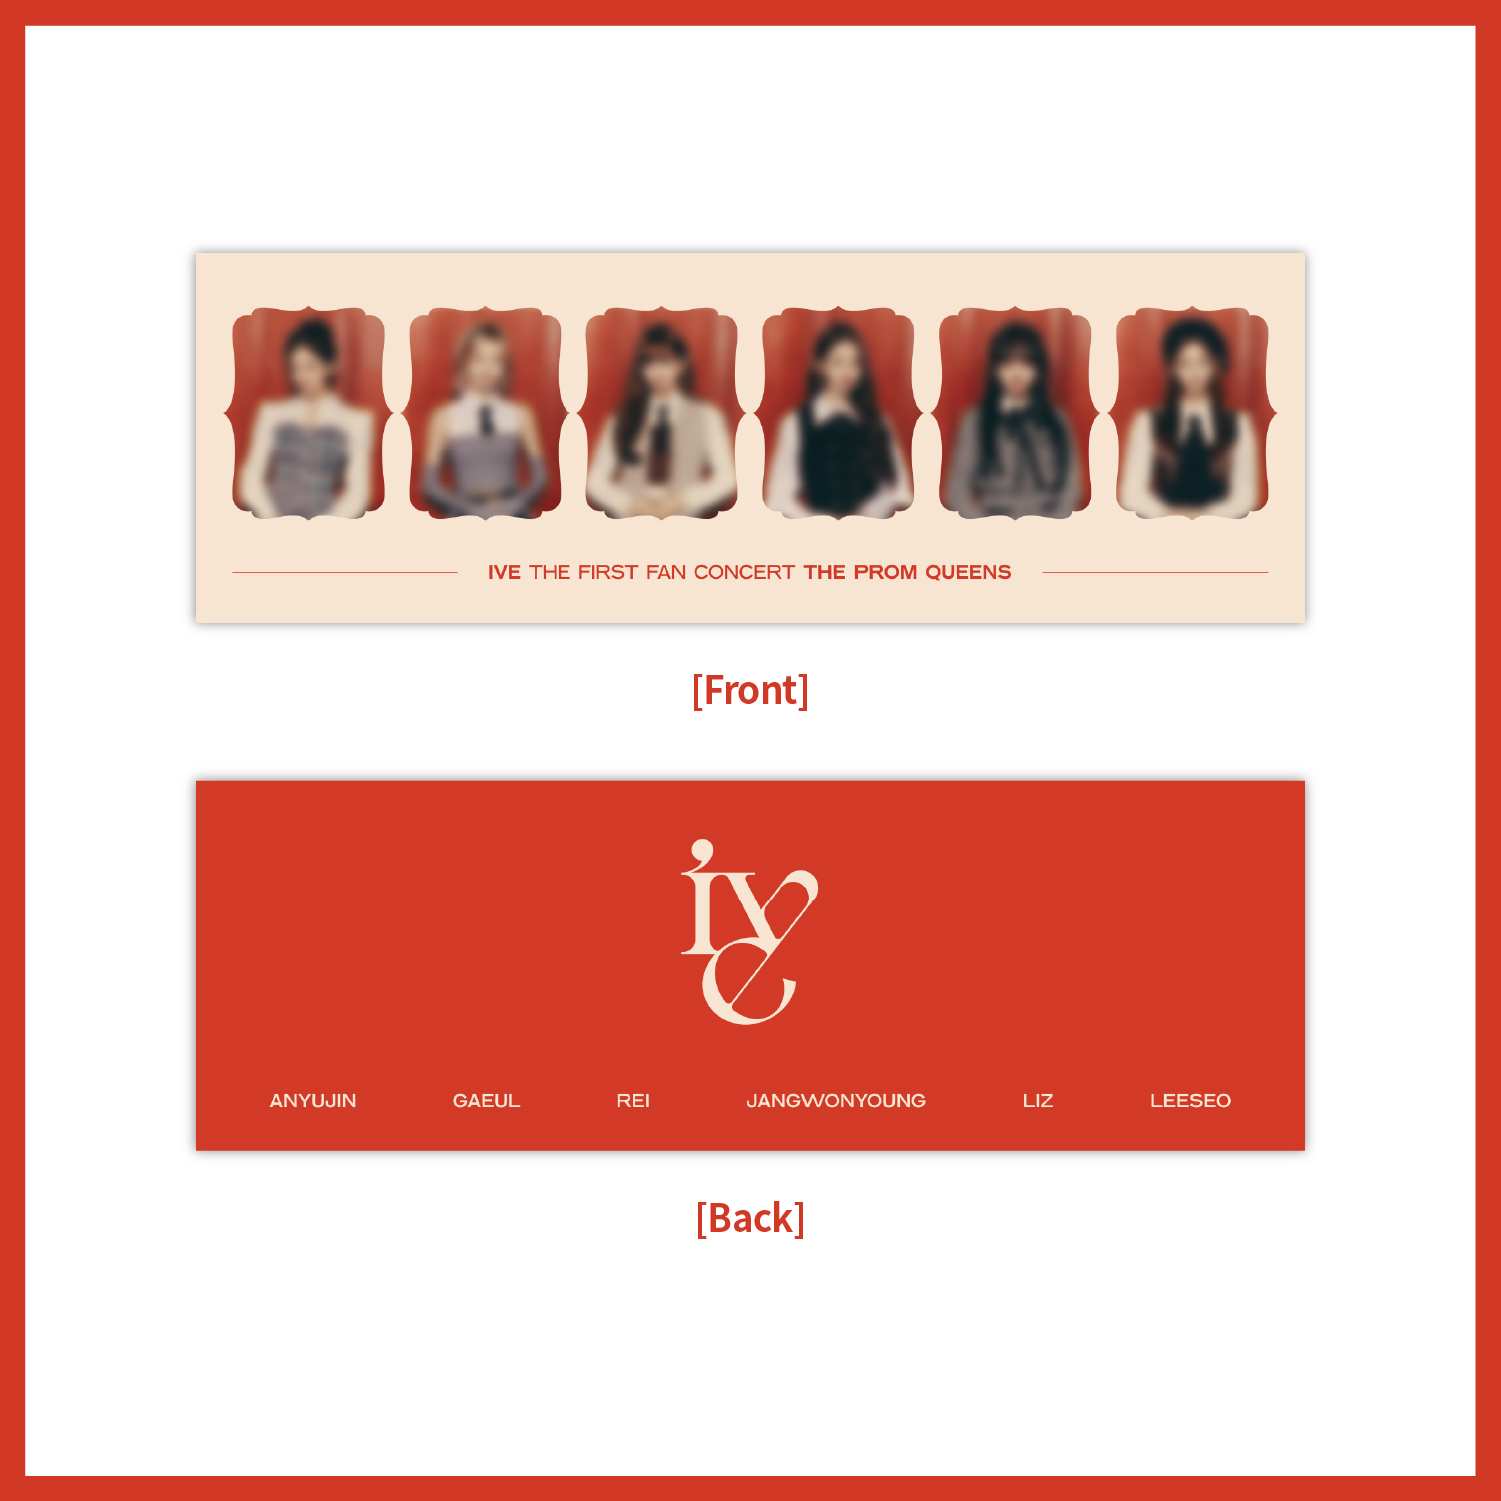 IVE THE FIRST FAN CONCERT THE PROM QUEENS
[Front]
ive
ANYUJIN GAEUL REI JANGWONYOUNG LIZ LEESEO
[Back]